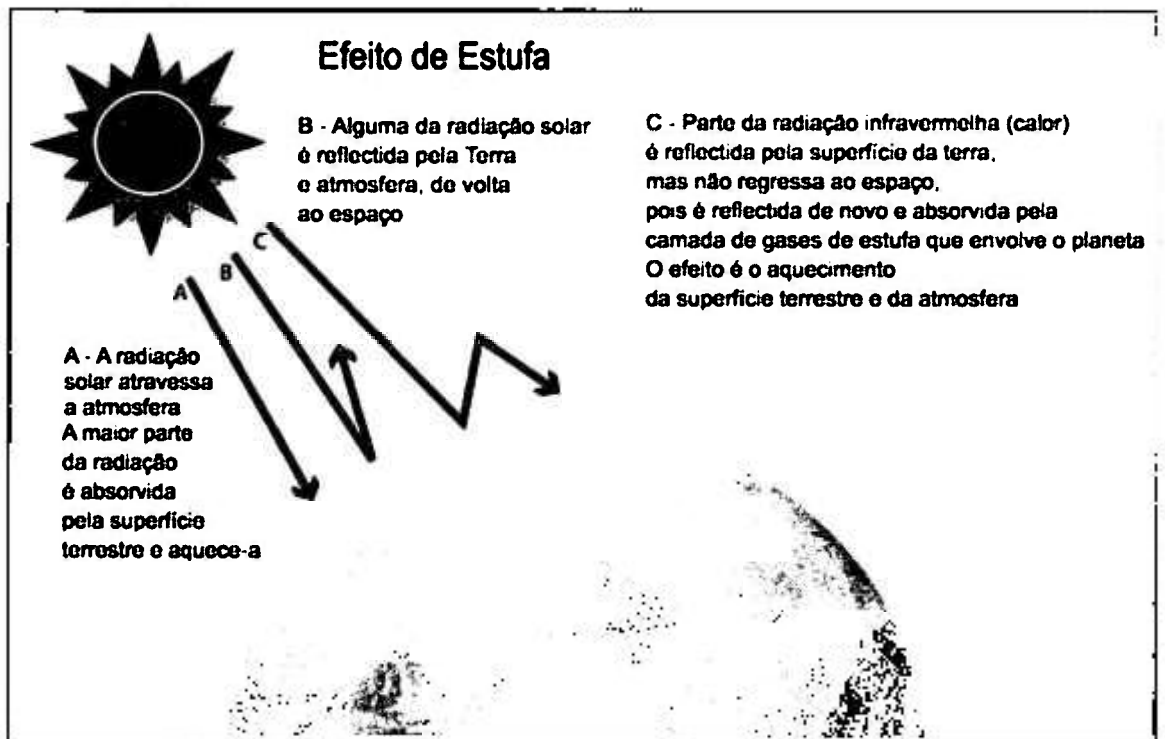 Efeito de Estufa
B - Alguma da radiação solar
é reflectida pela Terra
e atmosfera, de volta
ao espaço
C - Parte da radiação infravermelha (calor)
é reflectida pela superfície da terra,
mas não regressa ao espaço,
pois é reflectida de novo e absorvida pela
camada de gases de estufa que envolve o planeta
O efeito é o aquecimento
da superfície terrestre e da atmosfera
C
B
A
A - A radiação
solar atravessa
a atmosfera
A maior parte
da radiação
é absorvida
pela superfície
terrestre e aquece-a